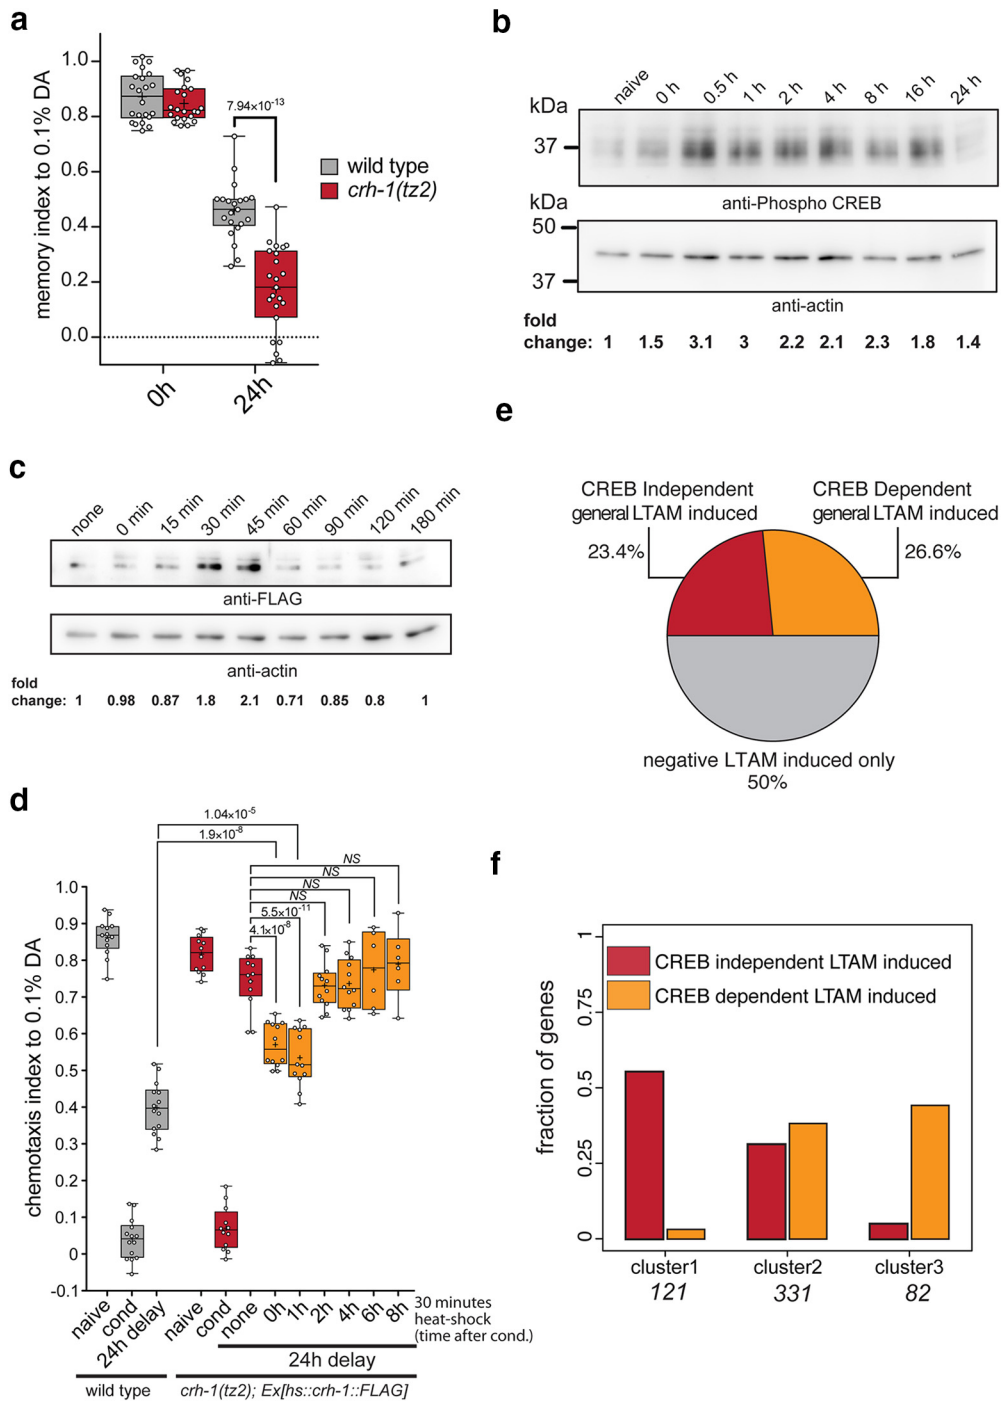 a
memory index to 0.1% DA
1.0
0.8
0.6
0.4
0.2
0.0
7.94×10-13
0h
24h
wild type
crh-1(tz2)
b
naive
0 h
0.5 h
1 h
2 h
4 h
8 h
16 h
24 h
kDa
37
anti-Phospho CREB
kDa
50
37
anti-actin
fold
change: 1 1.5 3.1 3 2.2 2.1 2.3 1.8 1.4
c
none
0 min
15 min
30 min
45 min
60 min
90 min
120 min
180 min
anti-FLAG
anti-actin
fold
change: 1 0.98 0.87 1.8 2.1 0.71 0.85 0.8 1
e
CREB Independent
general LTAM induced
23.4%
CREB Dependent
general LTAM induced
26.6%
negative LTAM induced only
50%
d
chemotaxis index to 0.1% DA
1.0
0.9
0.8
0.7
0.6
0.5
0.4
0.3
0.2
0.1
0
-0.1
1.04×10-5
1.9×10-8
NS
NS
NS
NS
5.5×10-11
4.1×10-8
naive
cond
24h delay
naive
cond
none
0h
1h
2h
4h
6h
8h
30 minutes
heat-shock
(time after cond.)
24h delay
wild type
crh-1(tz2); Ex[hs::crh-1::FLAG]
f
fraction of genes
1
0.75
0.5
0.25
0
CREB independent LTAM induced
CREB dependent LTAM induced
cluster1
cluster2
cluster3
121
331
82